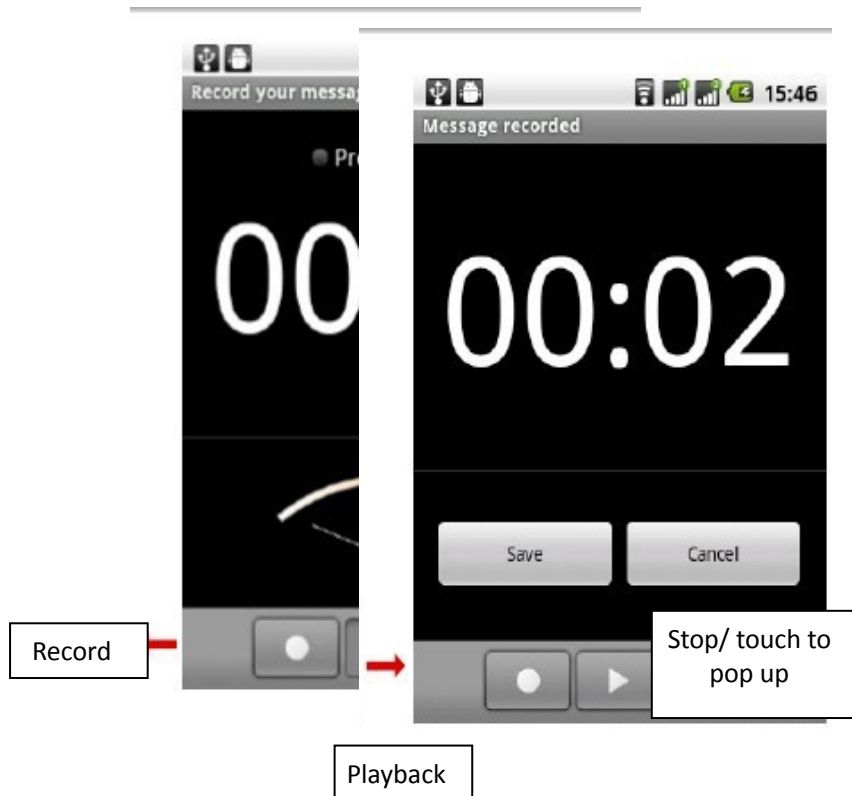 15:46
Record your messa
Message recorded
Pr
00
00:02
Save
Cancel
Record
Stop/ touch to
pop up
Playback